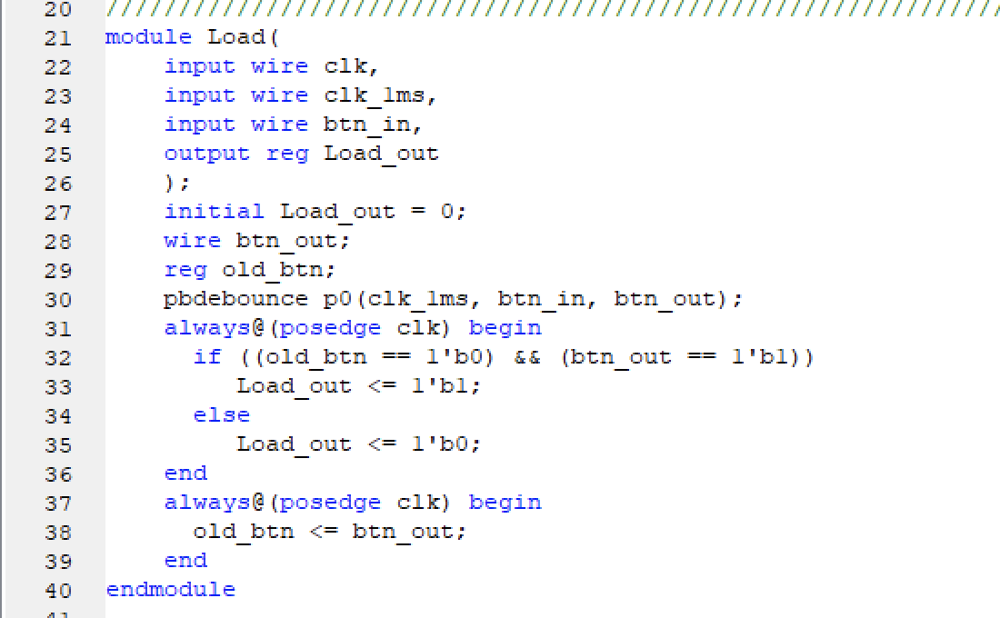 20 //////////////////////////////////////////////////////////////
21 module Load(
22     input wire clk,
23     input wire clk_1ms,
24     input wire btn_in,
25     output reg Load_out
26     );
27     initial Load_out = 0;
28     wire btn_out;
29     reg old_btn;
30     pbdebounce p0(clk_1ms, btn_in, btn_out);
31     always@(posedge clk) begin
32       if ((old_btn == 1'b0) && (btn_out == 1'b1))
33          Load_out <= 1'b1;
34       else
35          Load_out <= 1'b0;
36     end
37     always@(posedge clk) begin
38       old_btn <= btn_out;
39     end
40 endmodule
41